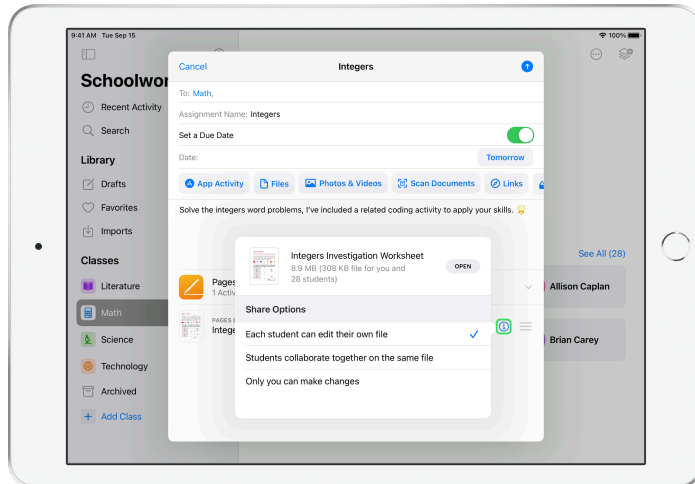 9:41 AM Tue Sep 15
100%
Schoolwor
Recent Activity
Search
Library
Drafts
Favorites
Imports
Classes
Literature
Math
Science
Technology
Archived
Add Class
Cancel
Integers
To: Math,
Assignment Name: Integers
Set a Due Date
Date:
Tomorrow
App Activity
Files
Photos & Videos
Scan Documents
Links
Solve the integers word problems, I've included a related coding activity to apply your skills.
Pages
1 Activ
PAGES
Intege
Integers Investigation Worksheet
8.9 MB (308 KB file for you and
28 students)
OPEN
Share Options
Each student can edit their own file
Students collaborate together on the same file
Only you can make changes
See All (28)
Allison Caplan
Brian Carey